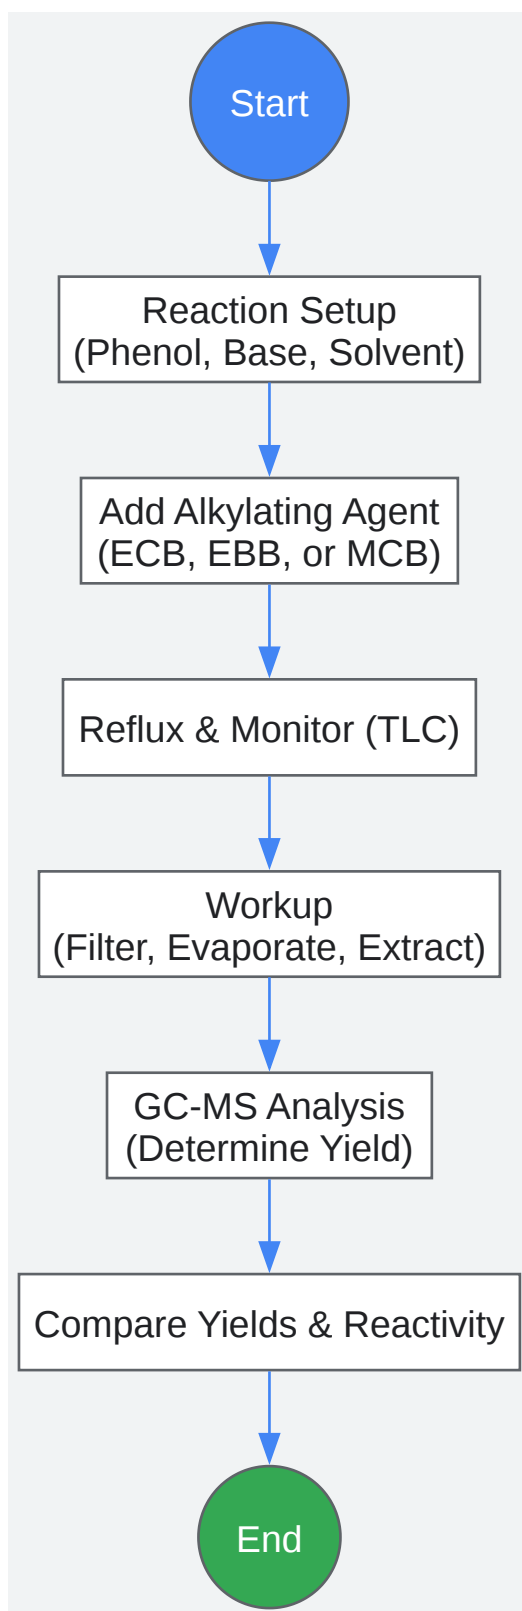 Start
Reaction Setup
(Phenol, Base, Solvent)
Add Alkylating Agent
(ECB, EBB, or MCB)
Reflux & Monitor (TLC)
Workup
(Filter, Evaporate, Extract)
GC-MS Analysis
(Determine Yield)
Compare Yields & Reactivity
End